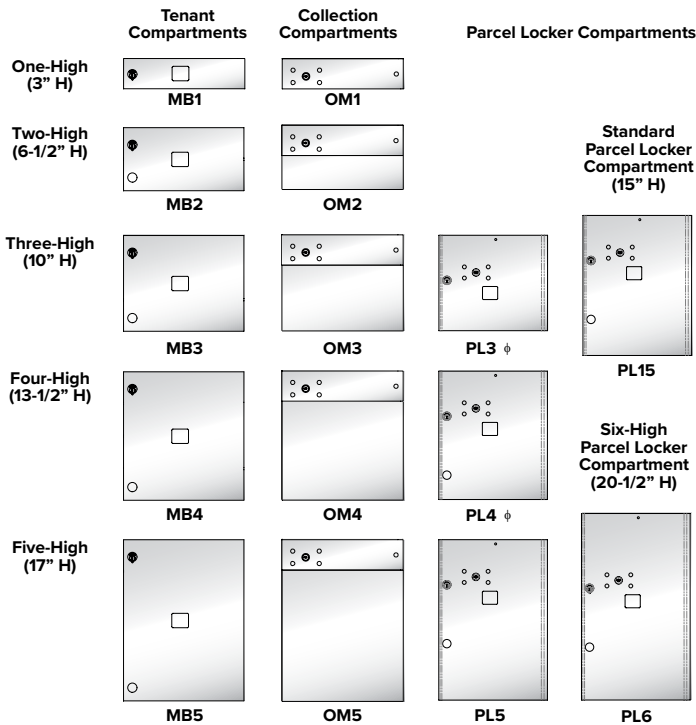 Tenant
Compartments
Collection
Compartments
Parcel Locker Compartments
One-High
(3” H)
MB1
OM1
Two-High
(6-1/2” H)
MB2
OM2
Standard
Parcel Locker
Compartment
(15” H)
Three-High
(10” H)
MB3
OM3
PL3 ϕ
PL15
Four-High
(13-1/2” H)
MB4
OM4
PL4 ϕ
Six-High
Parcel Locker
Compartment
(20-1/2” H)
Five-High
(17” H)
MB5
OM5
PL5
PL6